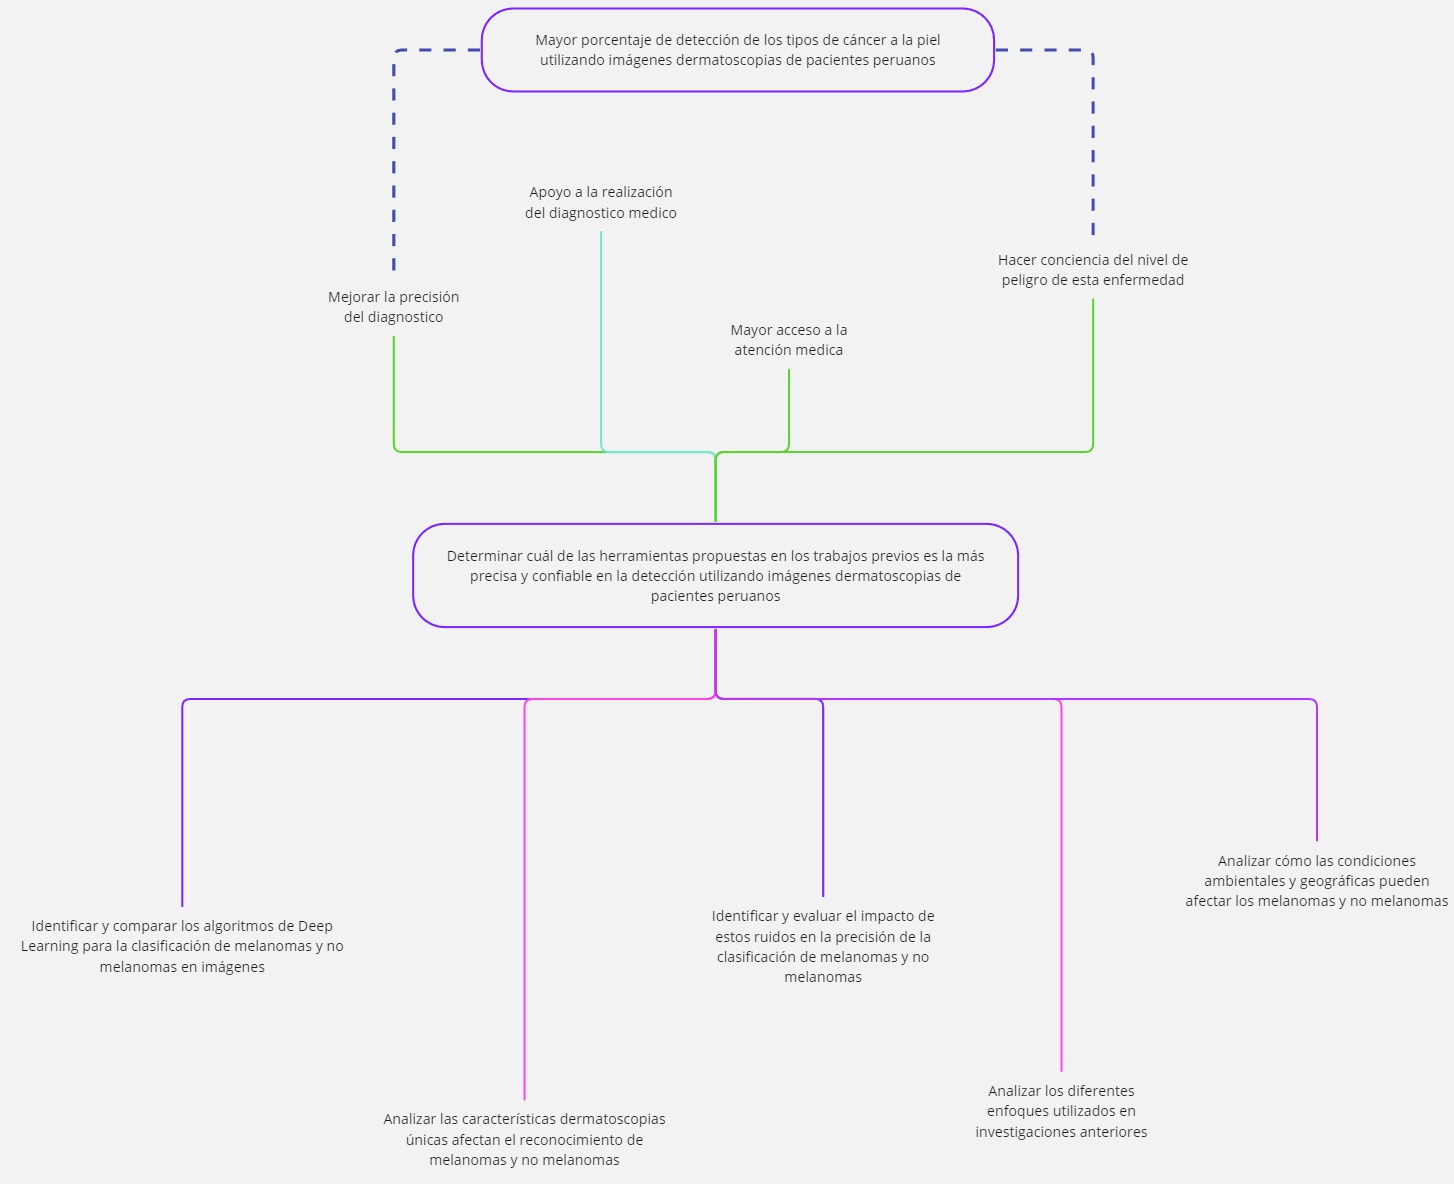 Mayor porcentaje de detección de los tipos de cáncer a la piel
utilizando imágenes dermatoscopias de pacientes peruanos
Apoyo a la realización
del diagnostico medico
Hacer conciencia del nivel de
peligro de esta enfermedad
Mejorar la precisión
del diagnostico
Mayor acceso a la
atención medica
Determinar cuál de las herramientas propuestas en los trabajos previos es la más
precisa y confiable en la detección utilizando imágenes dermatoscopias de
pacientes peruanos
Analizar cómo las condiciones
ambientales y geográficas pueden
afectar los melanomas y no melanomas
Identificar y comparar los algoritmos de Deep
Learning para la clasificación de melanomas y no
melanomas en imágenes
Identificar y evaluar el impacto de
estos ruidos en la precisión de la
clasificación de melanomas y no
melanomas
Analizar los diferentes
enfoques utilizados en
investigaciones anteriores
Analizar las características dermatoscopias
únicas afectan el reconocimiento de
melanomas y no melanomas